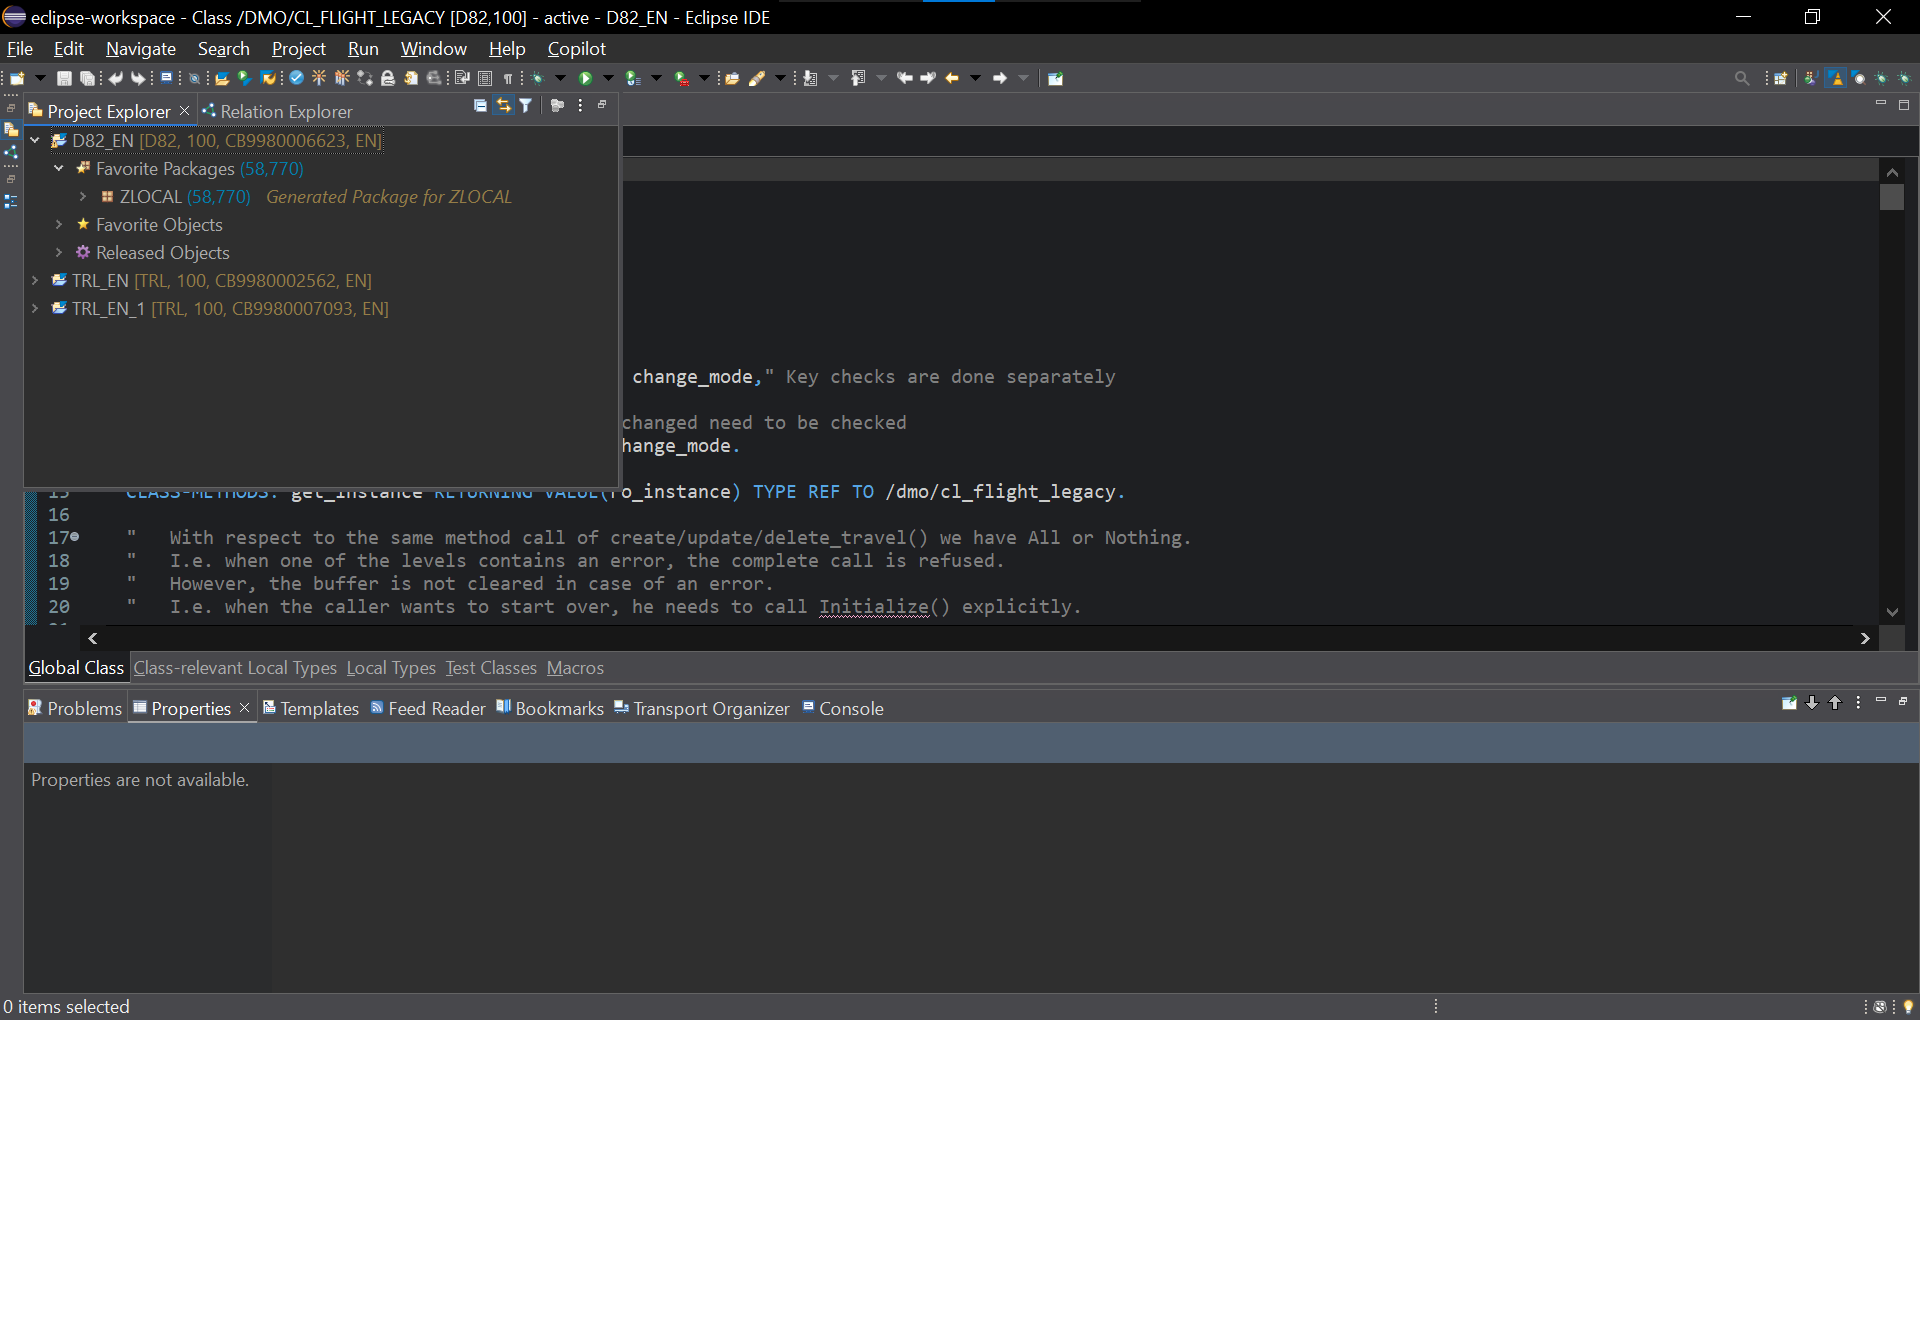 eclipse-workspace - Class /DMO/CL_FLIGHT_LEGACY [D82,100] - active - D82_EN - Eclipse IDE
File Edit Navigate Search Project Run Window Help Copilot
Project Explorer Relation Explorer
D82_EN [D82, 100, CB9980006623, EN]
Favorite Packages (58,770)
ZLOCAL (58,770) Generated Package for ZLOCAL
Favorite Objects
Released Objects
TRL_EN [TRL, 100, CB9980002562, EN]
TRL_EN_1 [TRL, 100, CB9980007093, EN]
change_mode," Key checks are done separately
changed need to be checked
hange_mode.
15 CLASS-METHODS: get_instance RETURNING VALUE(ro_instance) TYPE REF TO /dmo/cl_flight_legacy.
16
17 " With respect to the same method call of create/update/delete_travel() we have All or Nothing.
18 " I.e. when one of the levels contains an error, the complete call is refused.
19 " However, the buffer is not cleared in case of an error.
20 " I.e. when the caller wants to start over, he needs to call Initialize() explicitly.
Global Class Class-relevant Local Types Local Types Test Classes Macros
Problems Properties Templates Feed Reader Bookmarks Transport Organizer Console
Properties are not available.
0 items selected